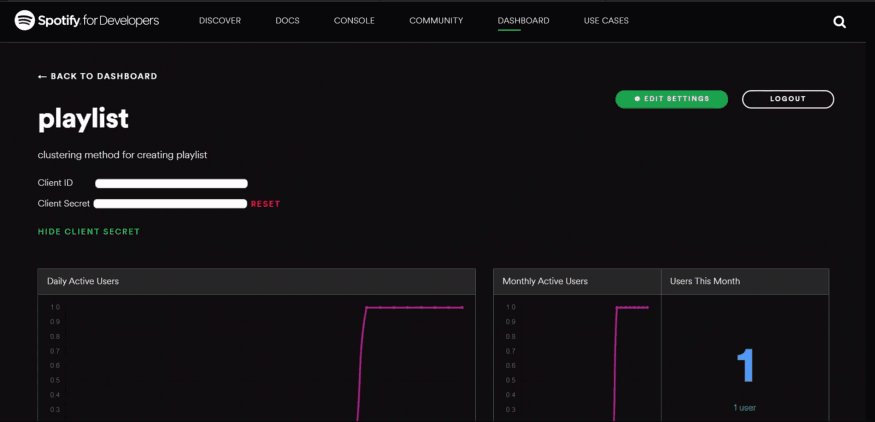 Spotify for Developers DISCOVER DOCS CONSOLE COMMUNITY DASHBOARD USE CASES
← BACK TO DASHBOARD
EDIT SETTINGS LOGOUT
playlist
clustering method for creating playlist
Client ID
Client Secret RESET
HIDE CLIENT SECRET
Daily Active Users Monthly Active Users Users This Month
1.0 1.0
0.9 0.9
0.8 0.8
0.7 0.7
0.6 0.6
0.5 0.5
0.4 0.4
0.3 0.3
1
1 user